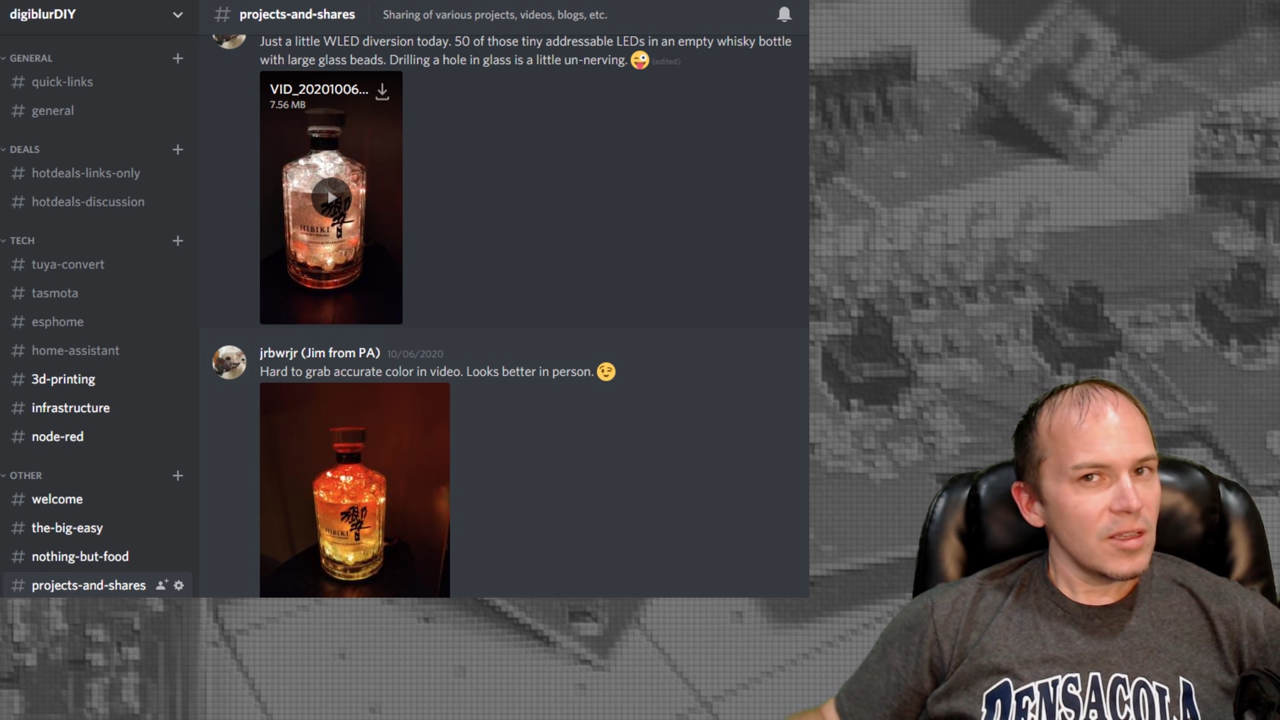 digiblurDIY
GENERAL
# quick-links
# general
DEALS
# hotdeals-links-only
# hotdeals-discussion
TECH
# tuya-convert
# tasmota
# esphome
# home-assistant
# 3d-printing
# infrastructure
# node-red
OTHER
# welcome
# the-big-easy
# nothing-but-food
# projects-and-shares
# projects-and-shares
Sharing of various projects, videos, blogs, etc.
Just a little WLED diversion today. 50 of those tiny addressable LEDs in an empty whisky bottle
with large glass beads. Drilling a hole in glass is a little un-nerving. 😜 (edited)
VID_20201006...
7.56 MB
響
HIBIKI
jrbwrjr (Jim from PA) 10/06/2020
Hard to grab accurate color in video. Looks better in person. 😉
響
HIBIKI
PENSACOLA